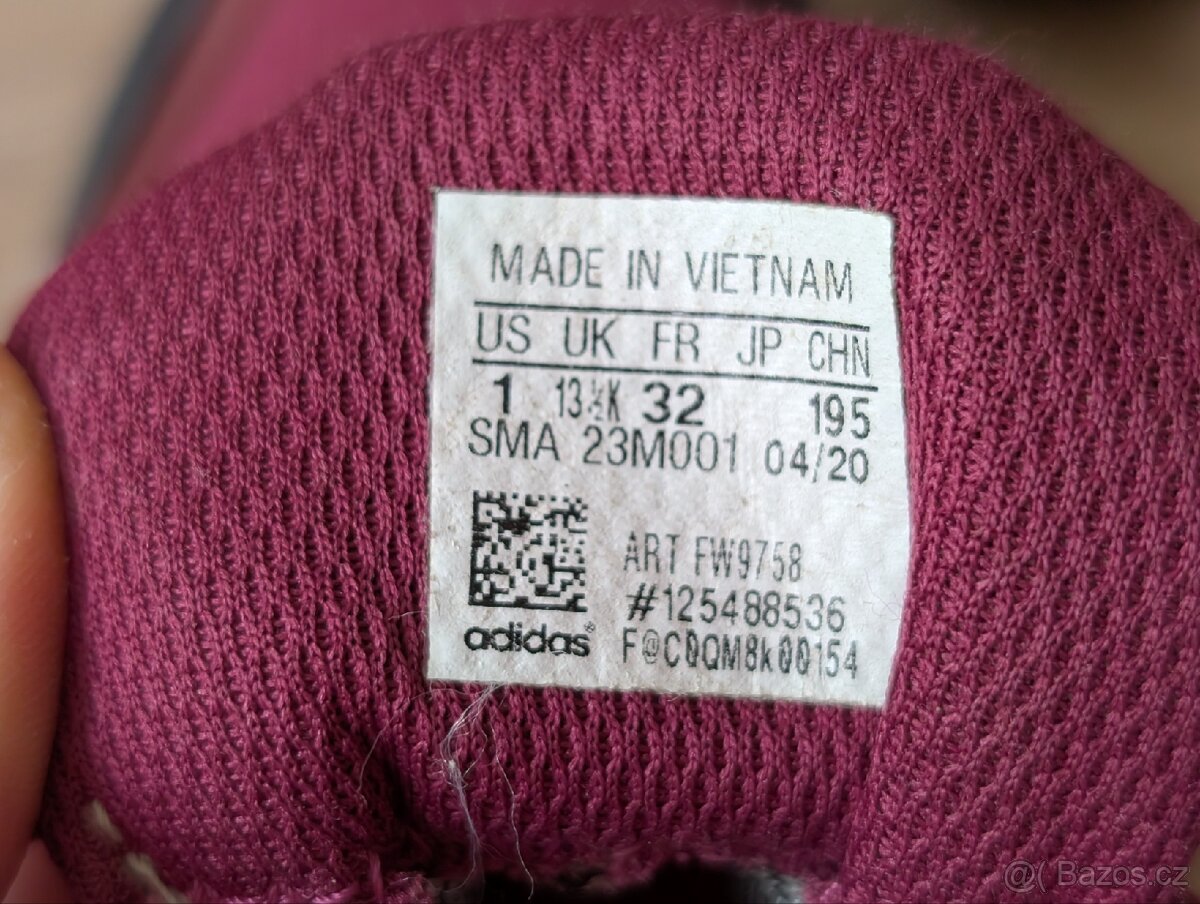 MADE IN VIETNAM
US UK FR JP CHN
1 13½K 32 195
SMA 23M001 04/20
ART FW9758
#125488536
adidas® F@C0QM8k00154
@( Bazos.cz